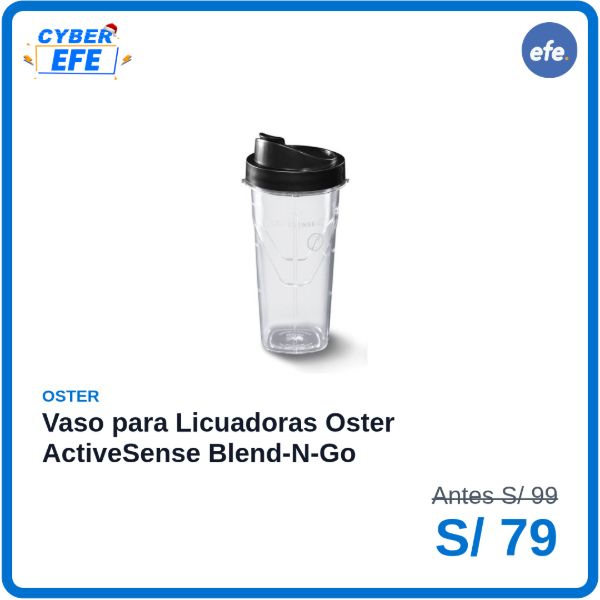 CYBER
EFE
efe.
OSTER
Vaso para Licuadoras Oster
ActiveSense Blend-N-Go
Antes S/ 99
S/ 79